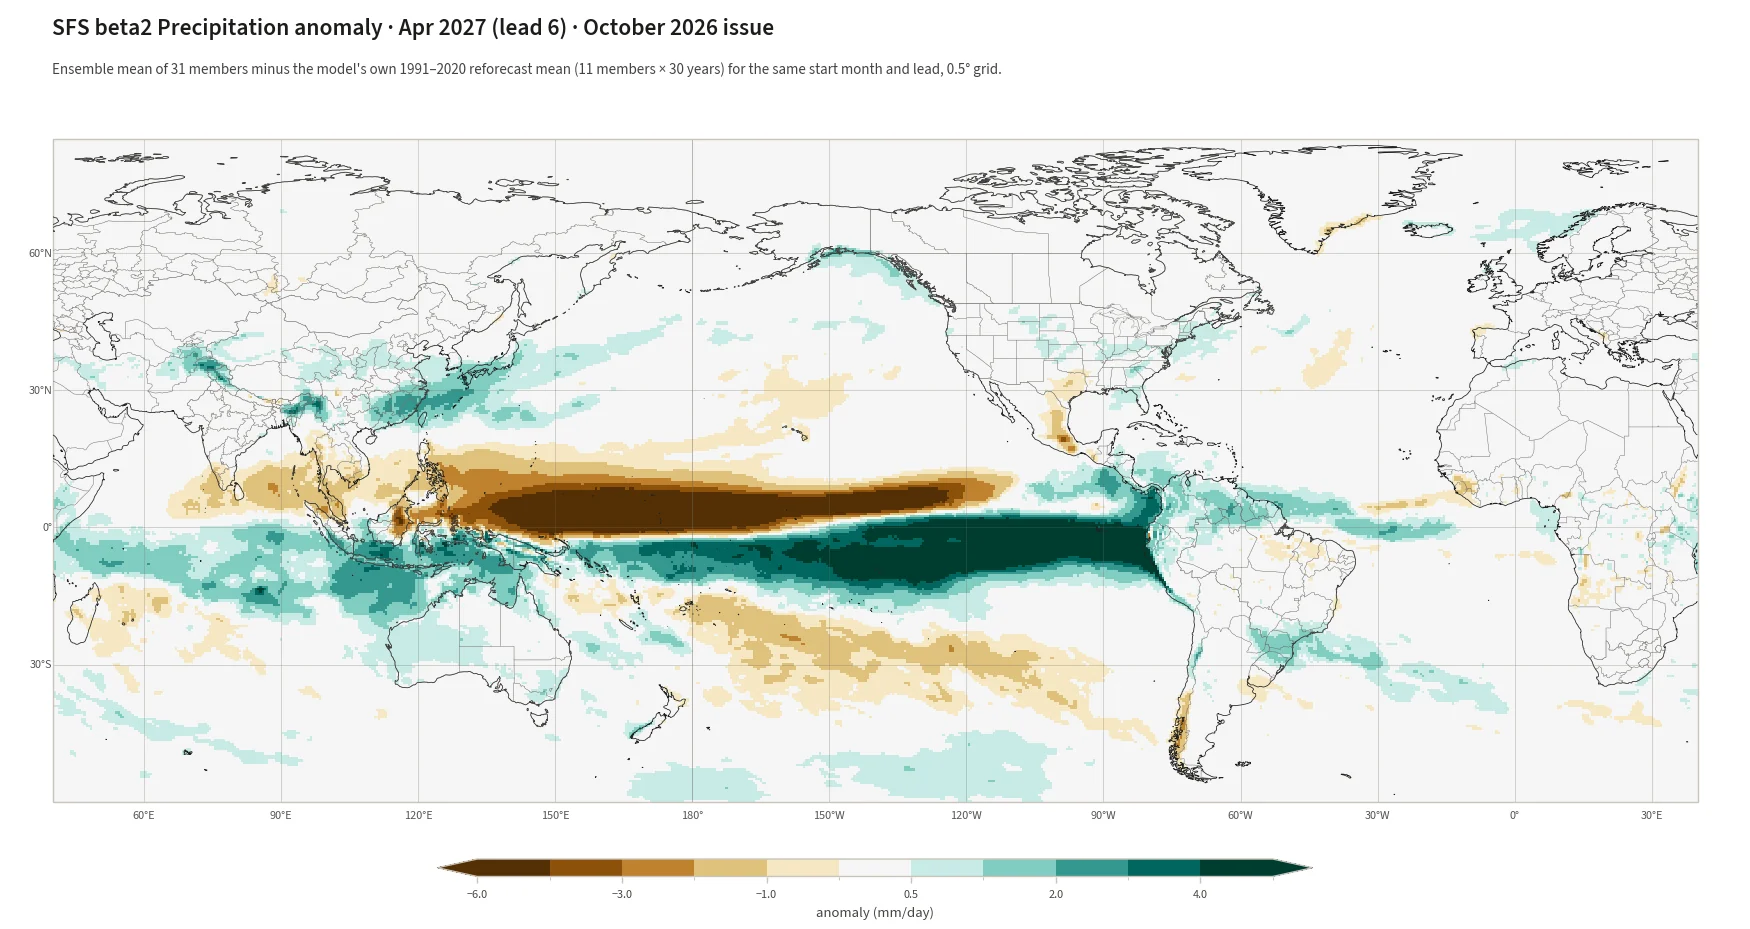 SFS beta2 Precipitation anomaly · Apr 2027 (lead 6) · October 2026 issue
Ensemble mean of 31 members minus the model's own 1991–2020 reforecast mean (11 members × 30 years) for the same start month and lead, 0.5° grid.
60°N
30°N
0°
30°S
60°E
90°E
120°E
150°E
180°
150°W
120°W
90°W
60°W
30°W
0°
30°E
−6.0
−3.0
−1.0
0.5
2.0
4.0
anomaly (mm/day)